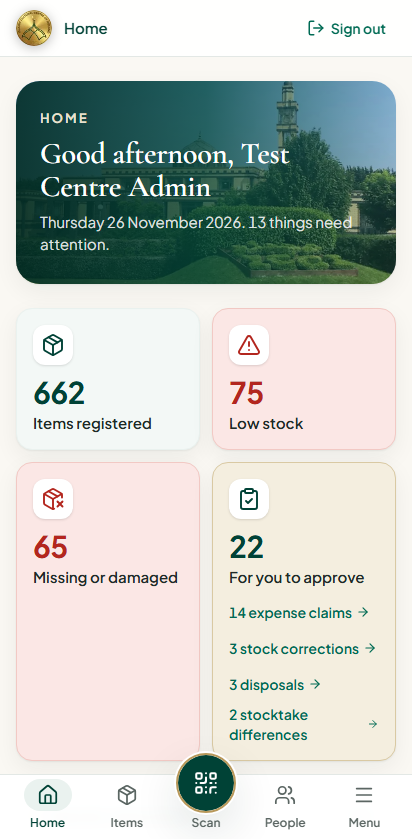 Home
Sign out
HOME
Good afternoon, Test
Centre Admin
Thursday 26 November 2026. 13 things need
attention.
662
Items registered
75
Low stock
65
Missing or damaged
22
For you to approve
14 expense claims →
3 stock corrections →
3 disposals →
2 stocktake
differences →
Home
Items
Scan
People
Menu